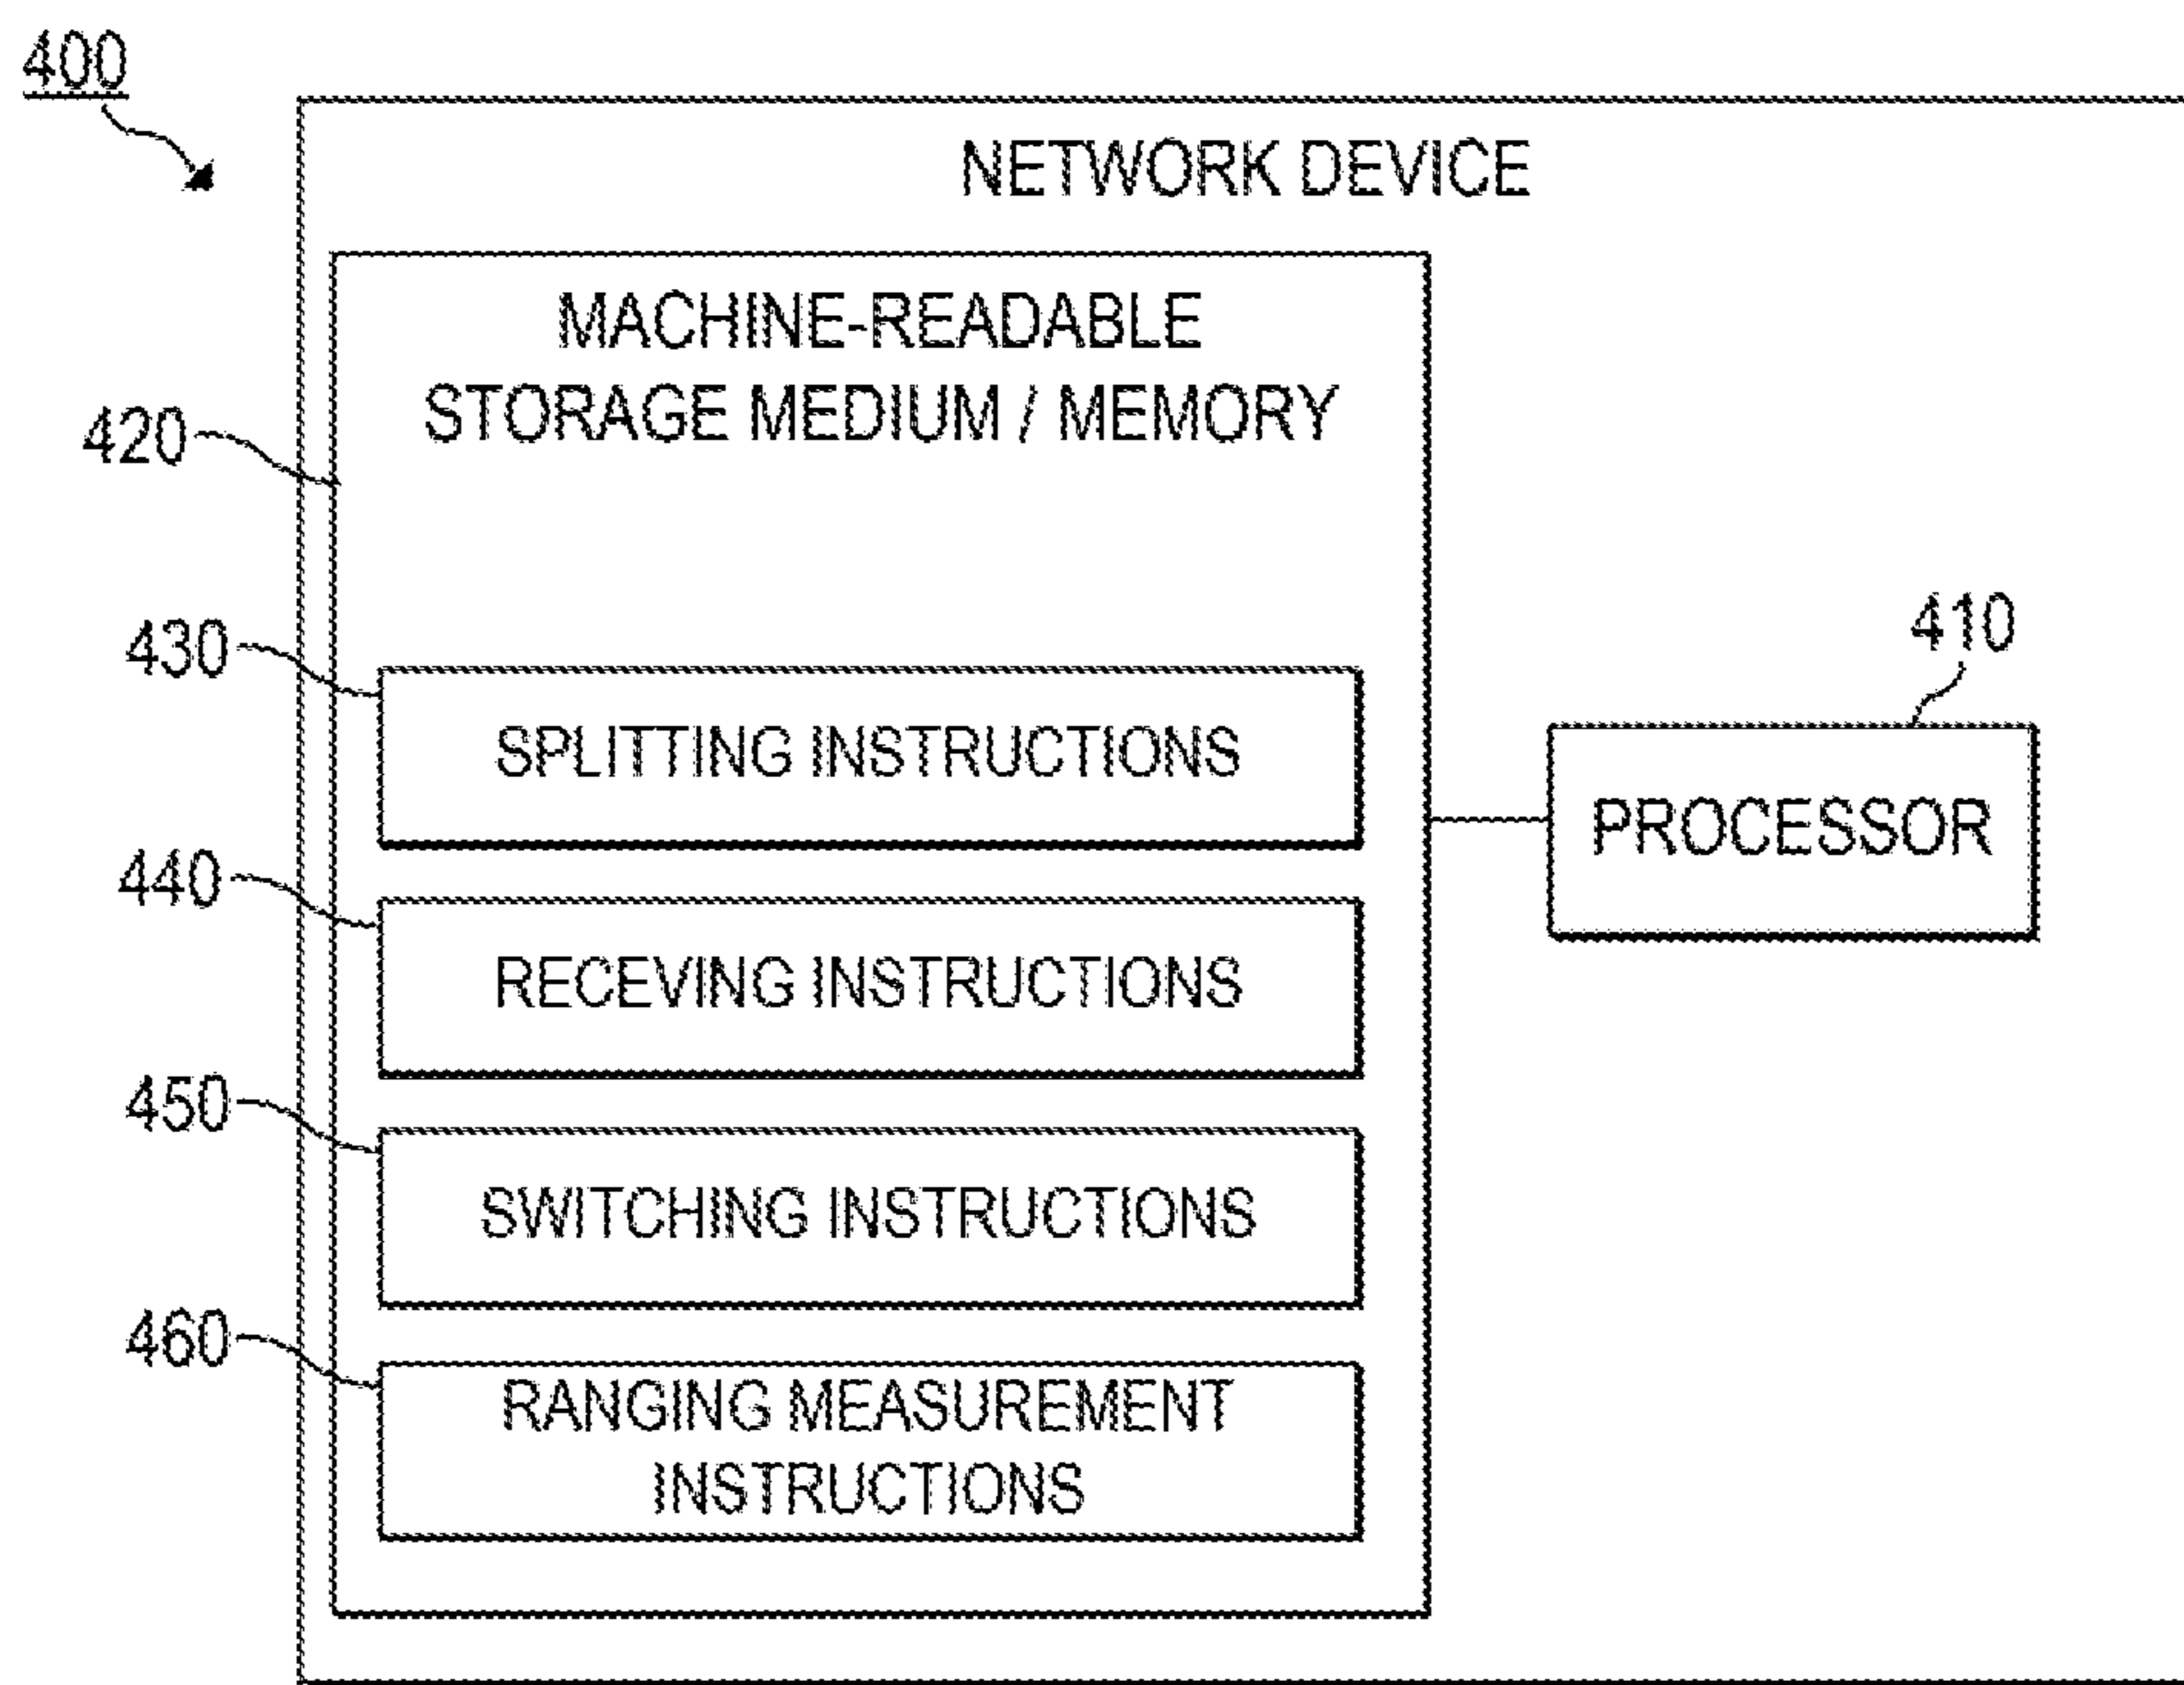 400
NETWORK DEVICE
MACHINE-READABLE
STORAGE MEDIUM / MEMORY
420
430
SPLITTING INSTRUCTIONS
410
PROCESSOR
440
RECEVING INSTRUCTIONS
450
SWITCHING INSTRUCTIONS
460
RANGING MEASUREMENT
INSTRUCTIONS